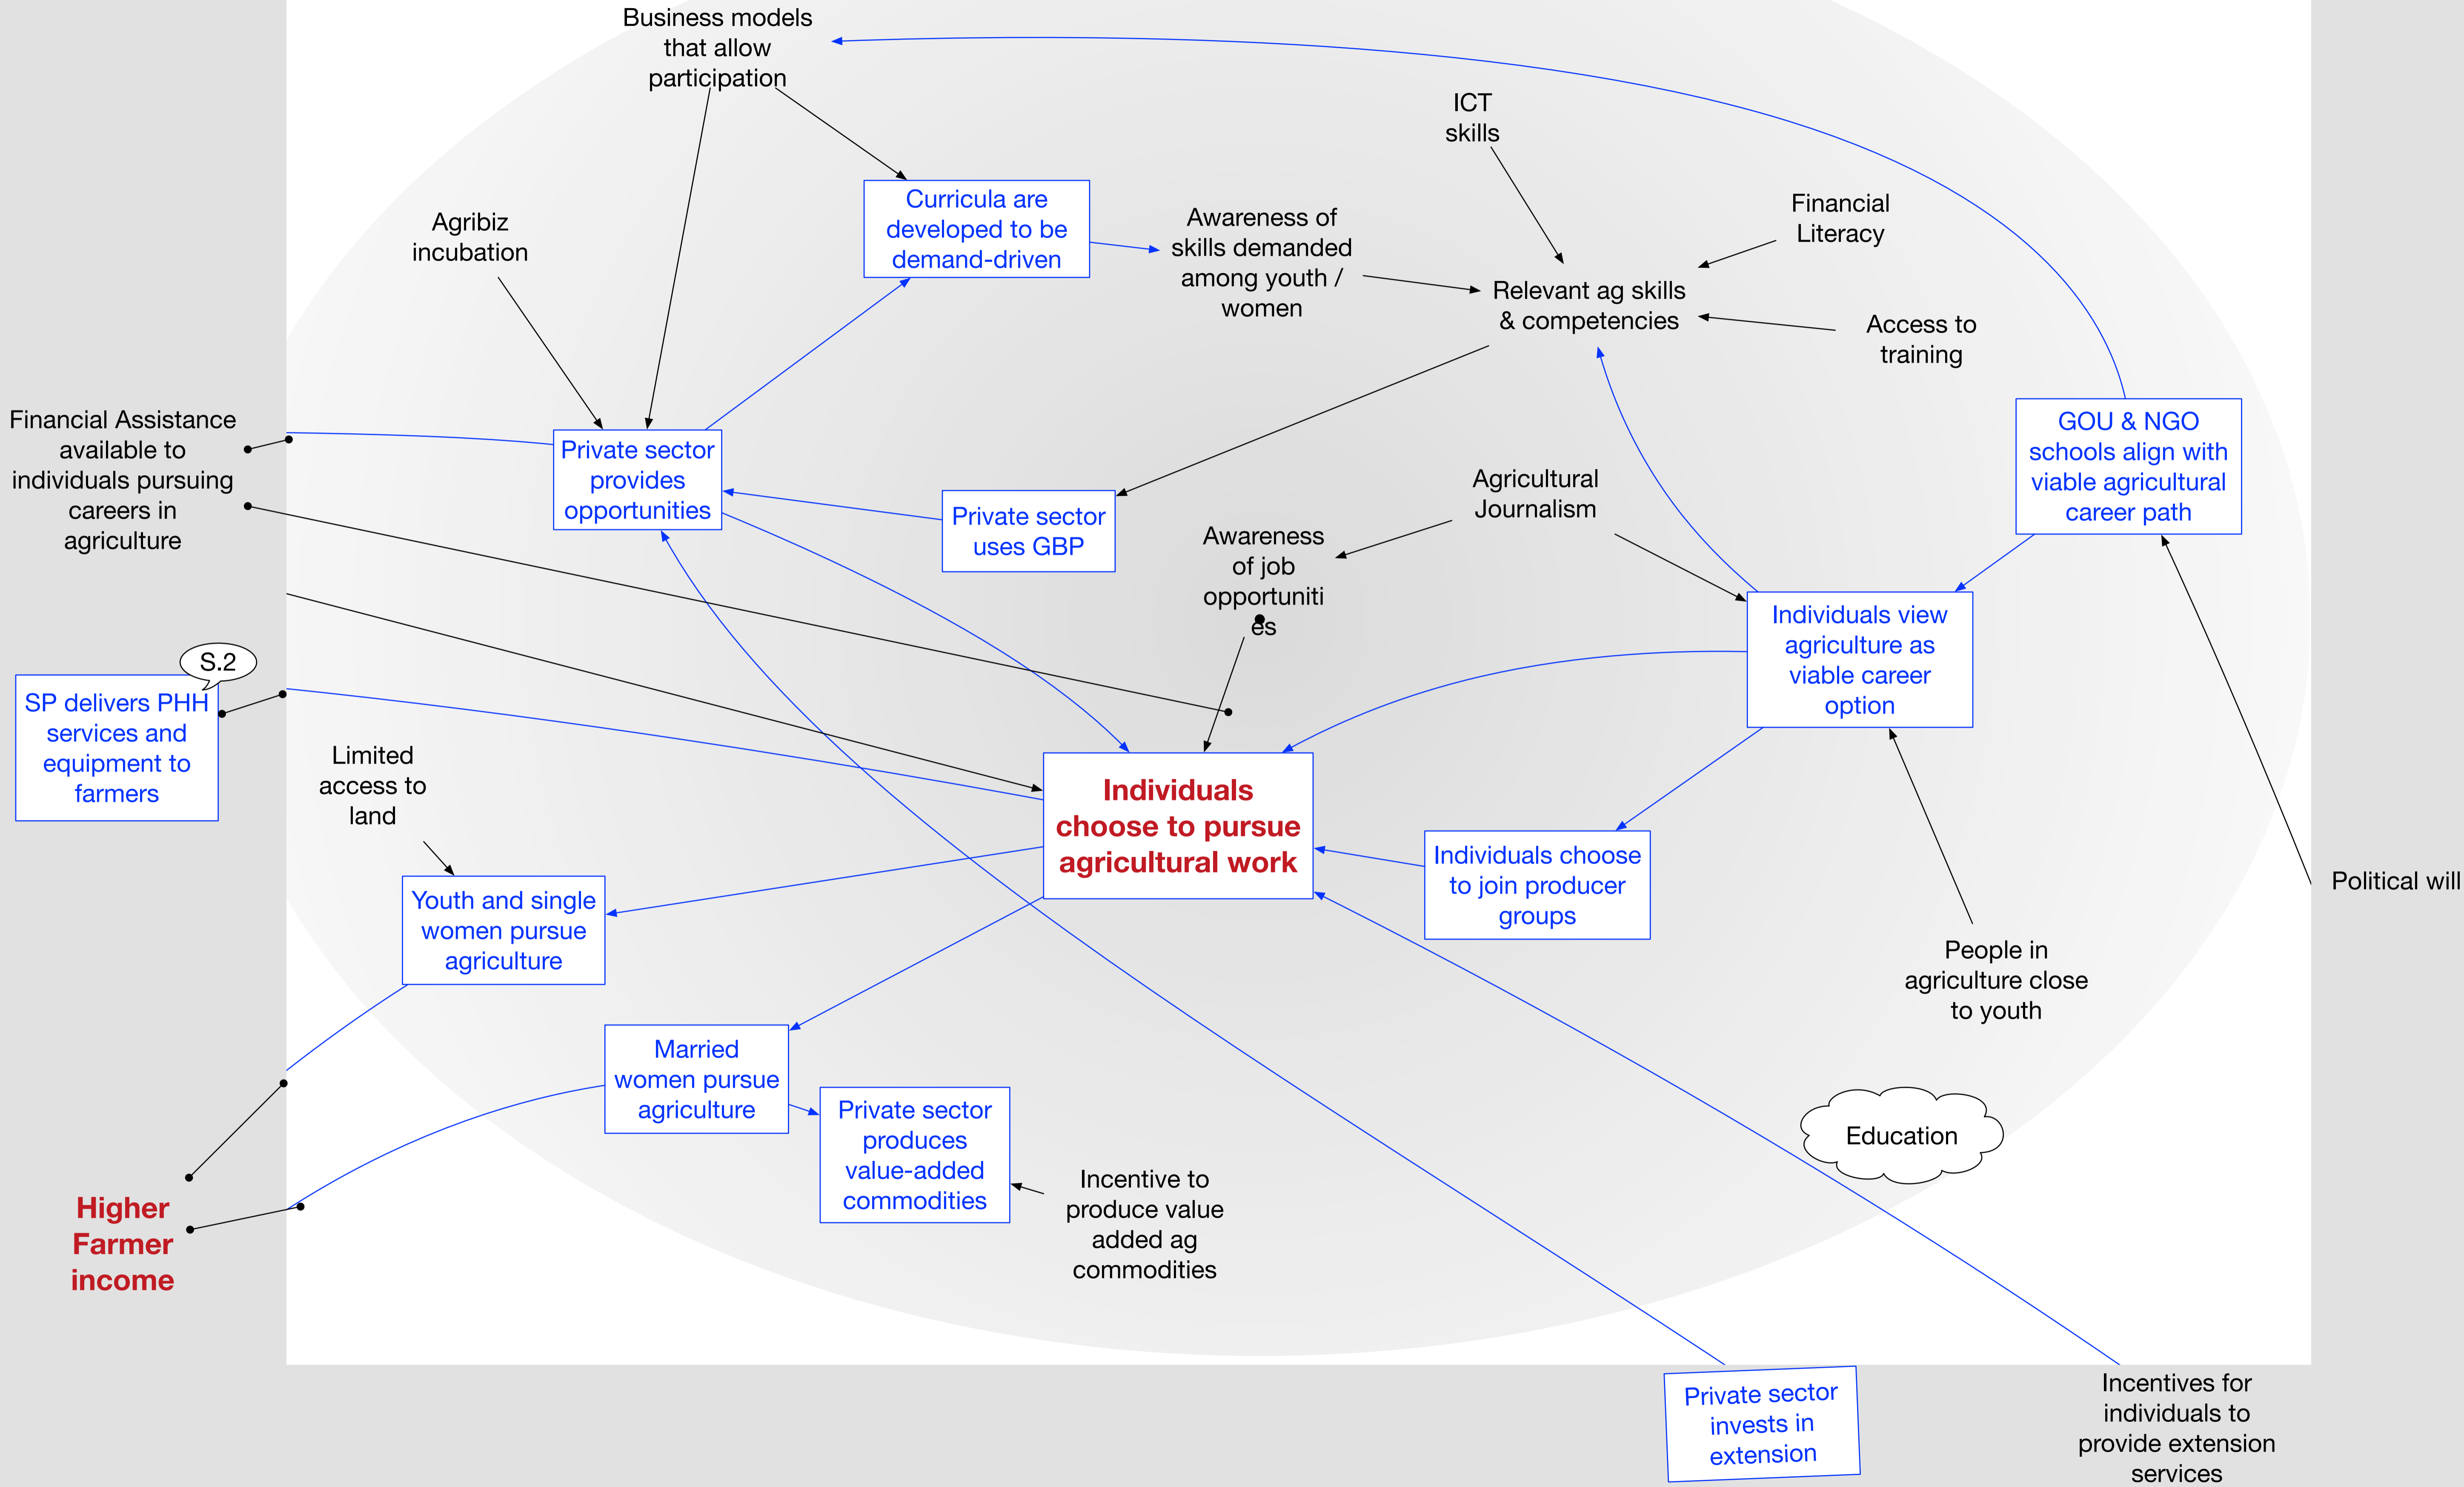 Business models
that allow
participation
ICT
skills
Curricula are
developed to be
demand-driven
Awareness of
skills demanded
among youth /
women
Financial
Literacy
Agribiz
incubation
Relevant ag skills
& competencies
Access to
training
Financial Assistance
available to
individuals pursuing
careers in
agriculture
Private sector
provides
opportunities
GOU & NGO
schools align with
viable agricultural
career path
Agricultural
Journalism
Private sector
uses GBP
Awareness
of job
opportuniti
es
Individuals view
agriculture as
viable career
option
S.2
SP delivers PHH
services and
equipment to
farmers
Limited
access to
land
Individuals
choose to pursue
agricultural work
Individuals choose
to join producer
groups
Political will
Youth and single
women pursue
agriculture
People in
agriculture close
to youth
Married
women pursue
agriculture
Private sector
produces
value-added
commodities
Education
Incentive to
produce value
added ag
commodities
Higher
Farmer
income
Private sector
invests in
extension
Incentives for
individuals to
provide extension
services